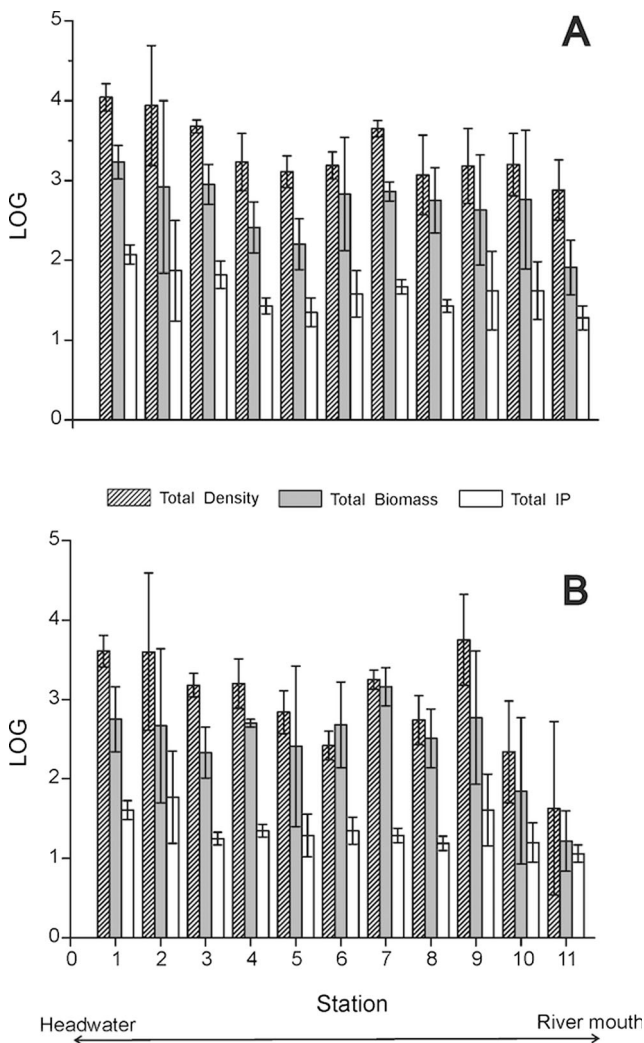 A
5
4
3
2
1
0
LOG
Total Density Total Biomass Total IP
B
5
4
3
2
1
0
LOG
0 1 2 3 4 5 6 7 8 9 10 11
Station
Headwater River mouth